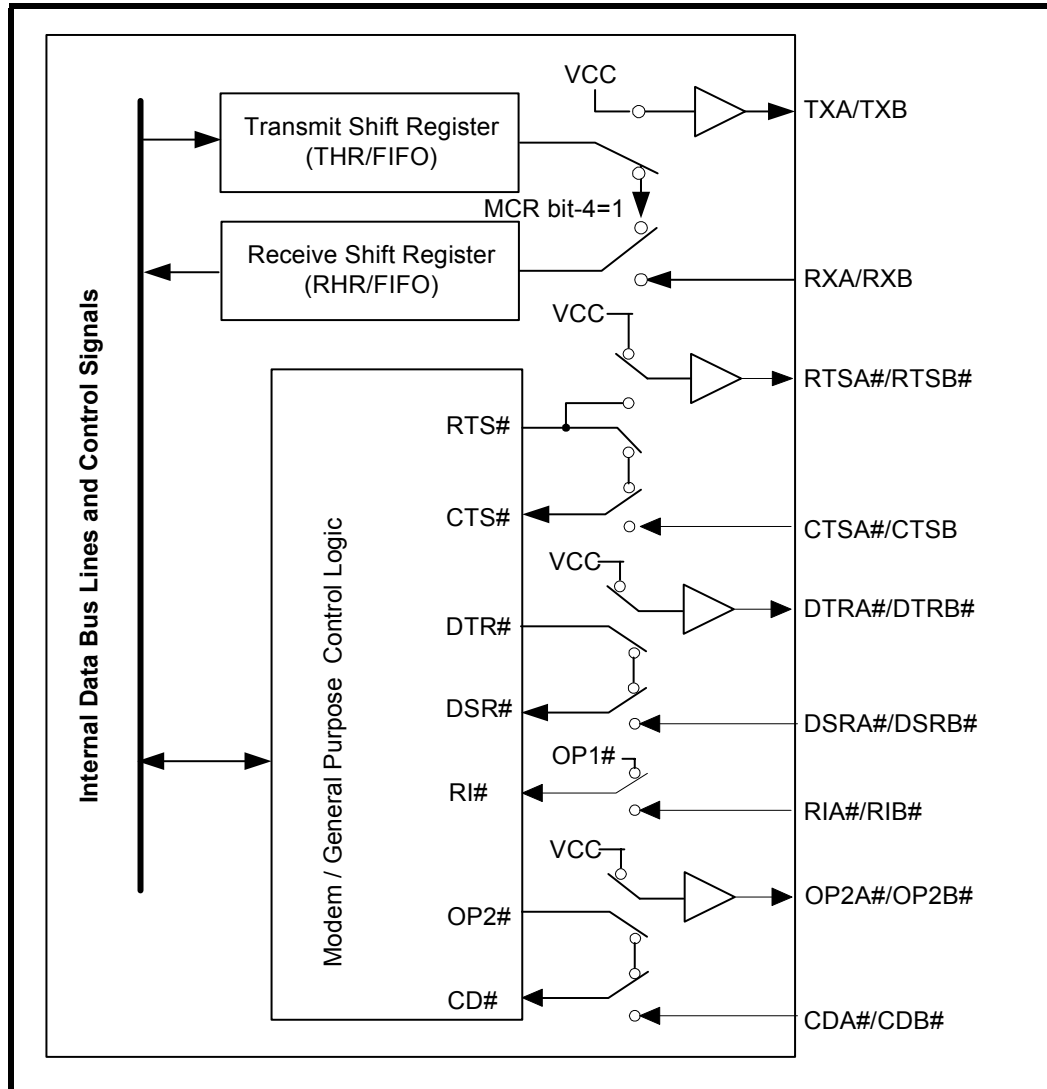 VCC
TXA/TXB
Transmit Shift Register
(THR/FIFO)
MCR bit-4=1
Receive Shift Register
(RHR/FIFO)
RXA/RXB
VCC
RTSA#/RTSB#
RTS#
CTS#
CTSA#/CTSB
VCC
DTRA#/DTRB#
DTR#
DSR#
DSRA#/DSRB#
OP1#
RI#
RIA#/RIB#
VCC
OP2A#/OP2B#
OP2#
CD#
CDA#/CDB#
Internal Data Bus Lines and Control Signals
Modem / General Purpose Control Logic